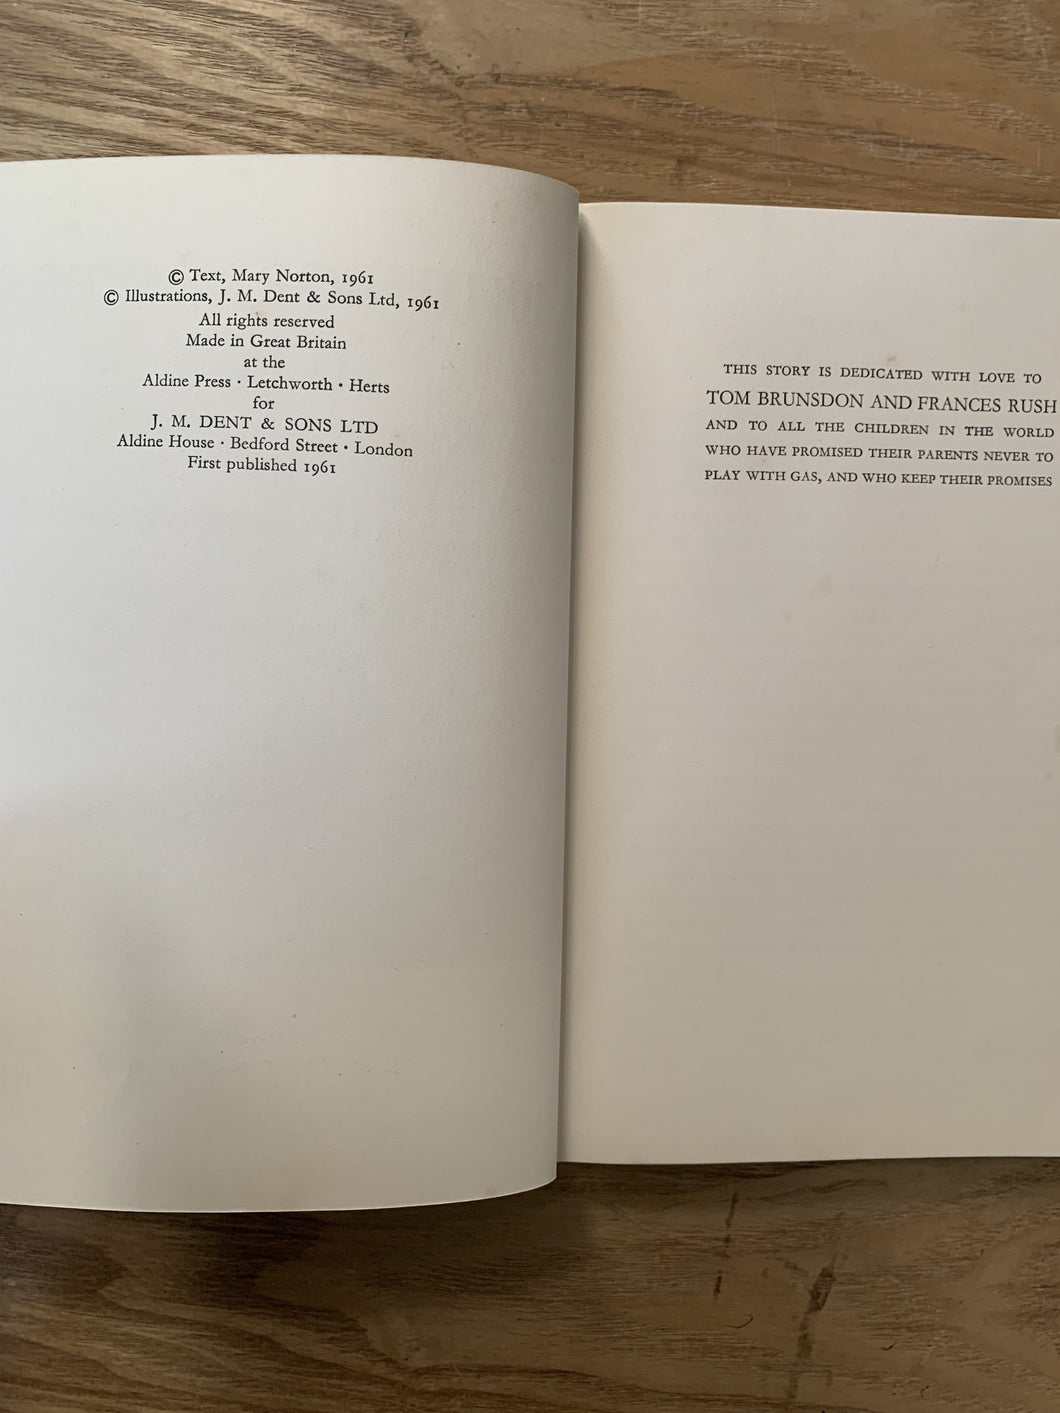 © Text, Mary Norton, 1961
© Illustrations, J. M. Dent & Sons Ltd, 1961
All rights reserved
Made in Great Britain
at the
Aldine Press · Letchworth · Herts
for
J. M. DENT & SONS LTD
Aldine House · Bedford Street · London
First published 1961
THIS STORY IS DEDICATED WITH LOVE TO
TOM BRUNSDON AND FRANCES RUSH
AND TO ALL THE CHILDREN IN THE WORLD
WHO HAVE PROMISED THEIR PARENTS NEVER TO
PLAY WITH GAS, AND WHO KEEP THEIR PROMISES